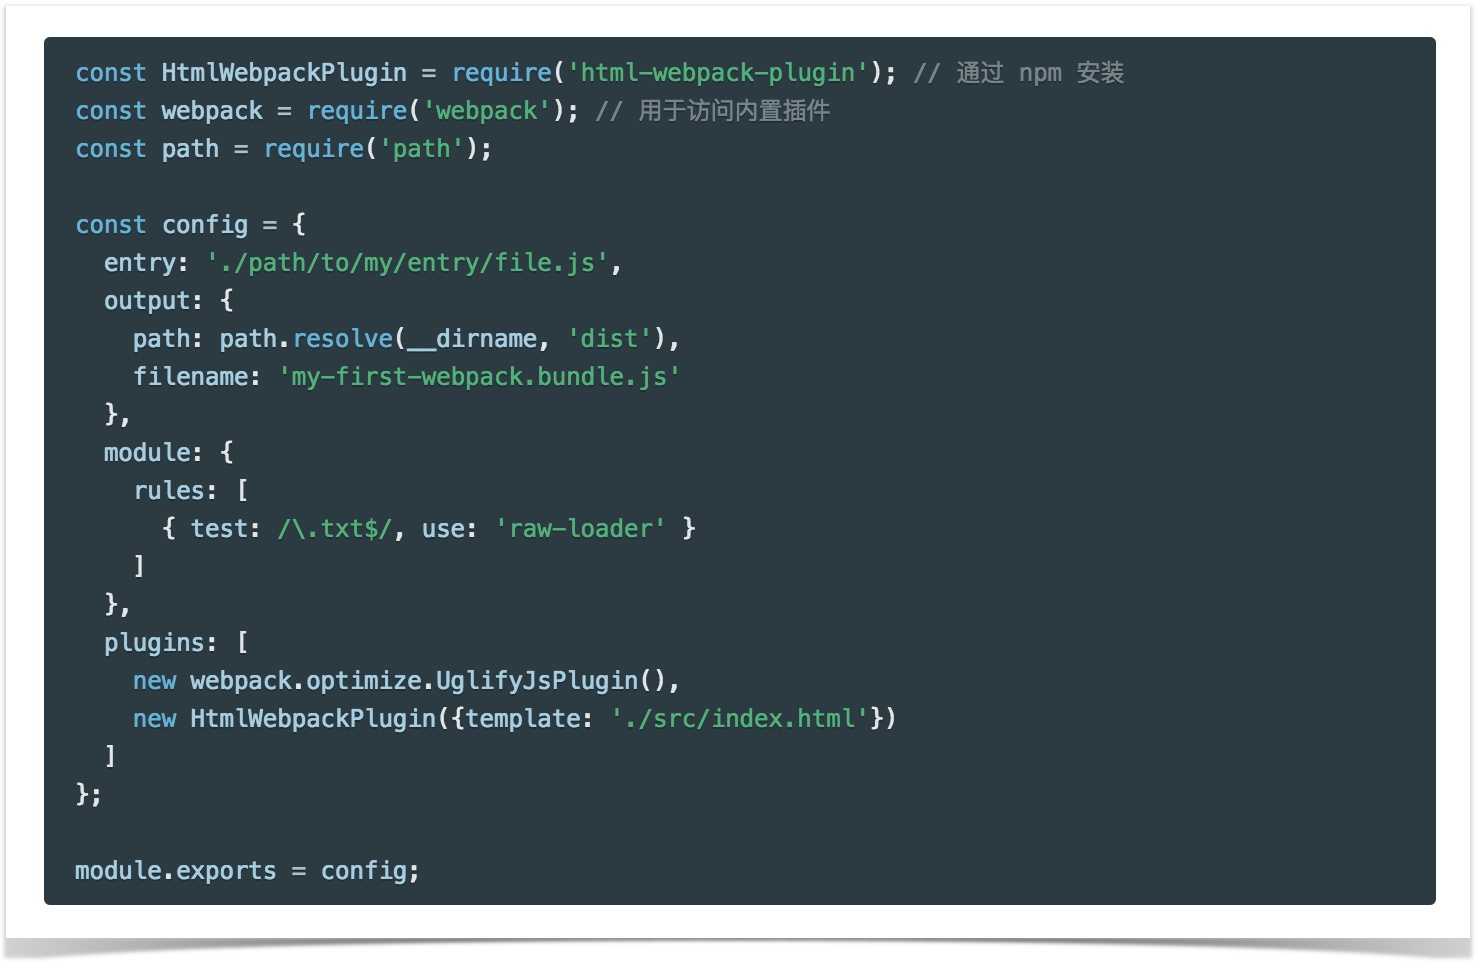 const HtmlWebpackPlugin = require('html-webpack-plugin'); // 通过 npm 安装
const webpack = require('webpack'); // 用于访问内置插件
const path = require('path');

const config = {
  entry: './path/to/my/entry/file.js',
  output: {
    path: path.resolve(__dirname, 'dist'),
    filename: 'my-first-webpack.bundle.js'
  },
  module: {
    rules: [
      { test: /\.txt$/, use: 'raw-loader' }
    ]
  },
  plugins: [
    new webpack.optimize.UglifyJsPlugin(),
    new HtmlWebpackPlugin({template: './src/index.html'})
  ]
};

module.exports = config;